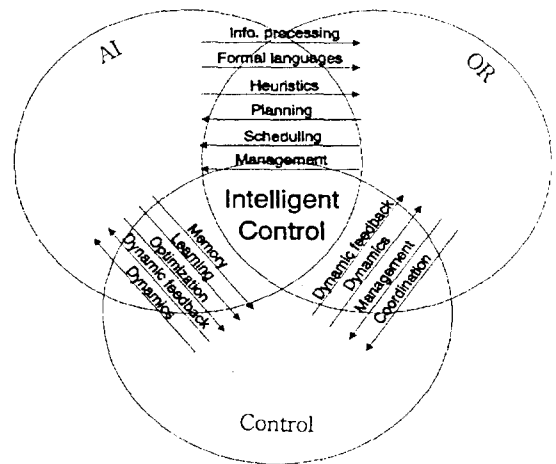 AI
OR
Info. processing
Formal languages
Heuristics
Planning
Scheduling
Management
Intelligent
Control
Memory
Learning
Optimization
Dynamic feedback
Dynamics
Dynamic feedback
Dynamics
Management
Coordination
Control